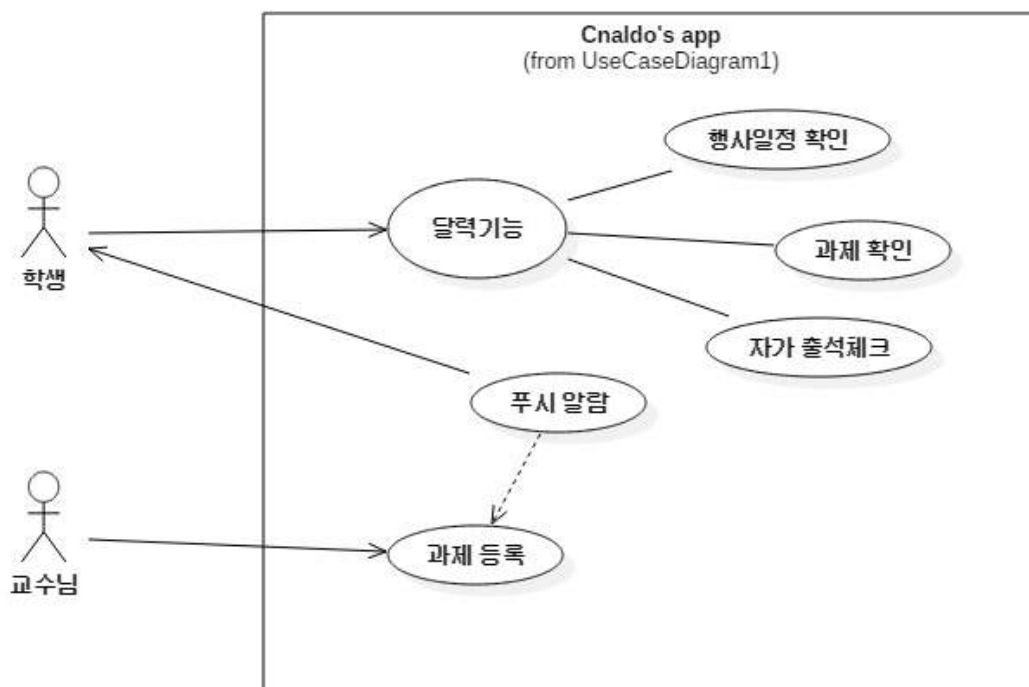 Cnaldo's app
(from UseCaseDiagram1)
행사일정 확인
달력기능
과제 확인
학생
자가 출석체크
푸시 알람
과제 등록
교수님